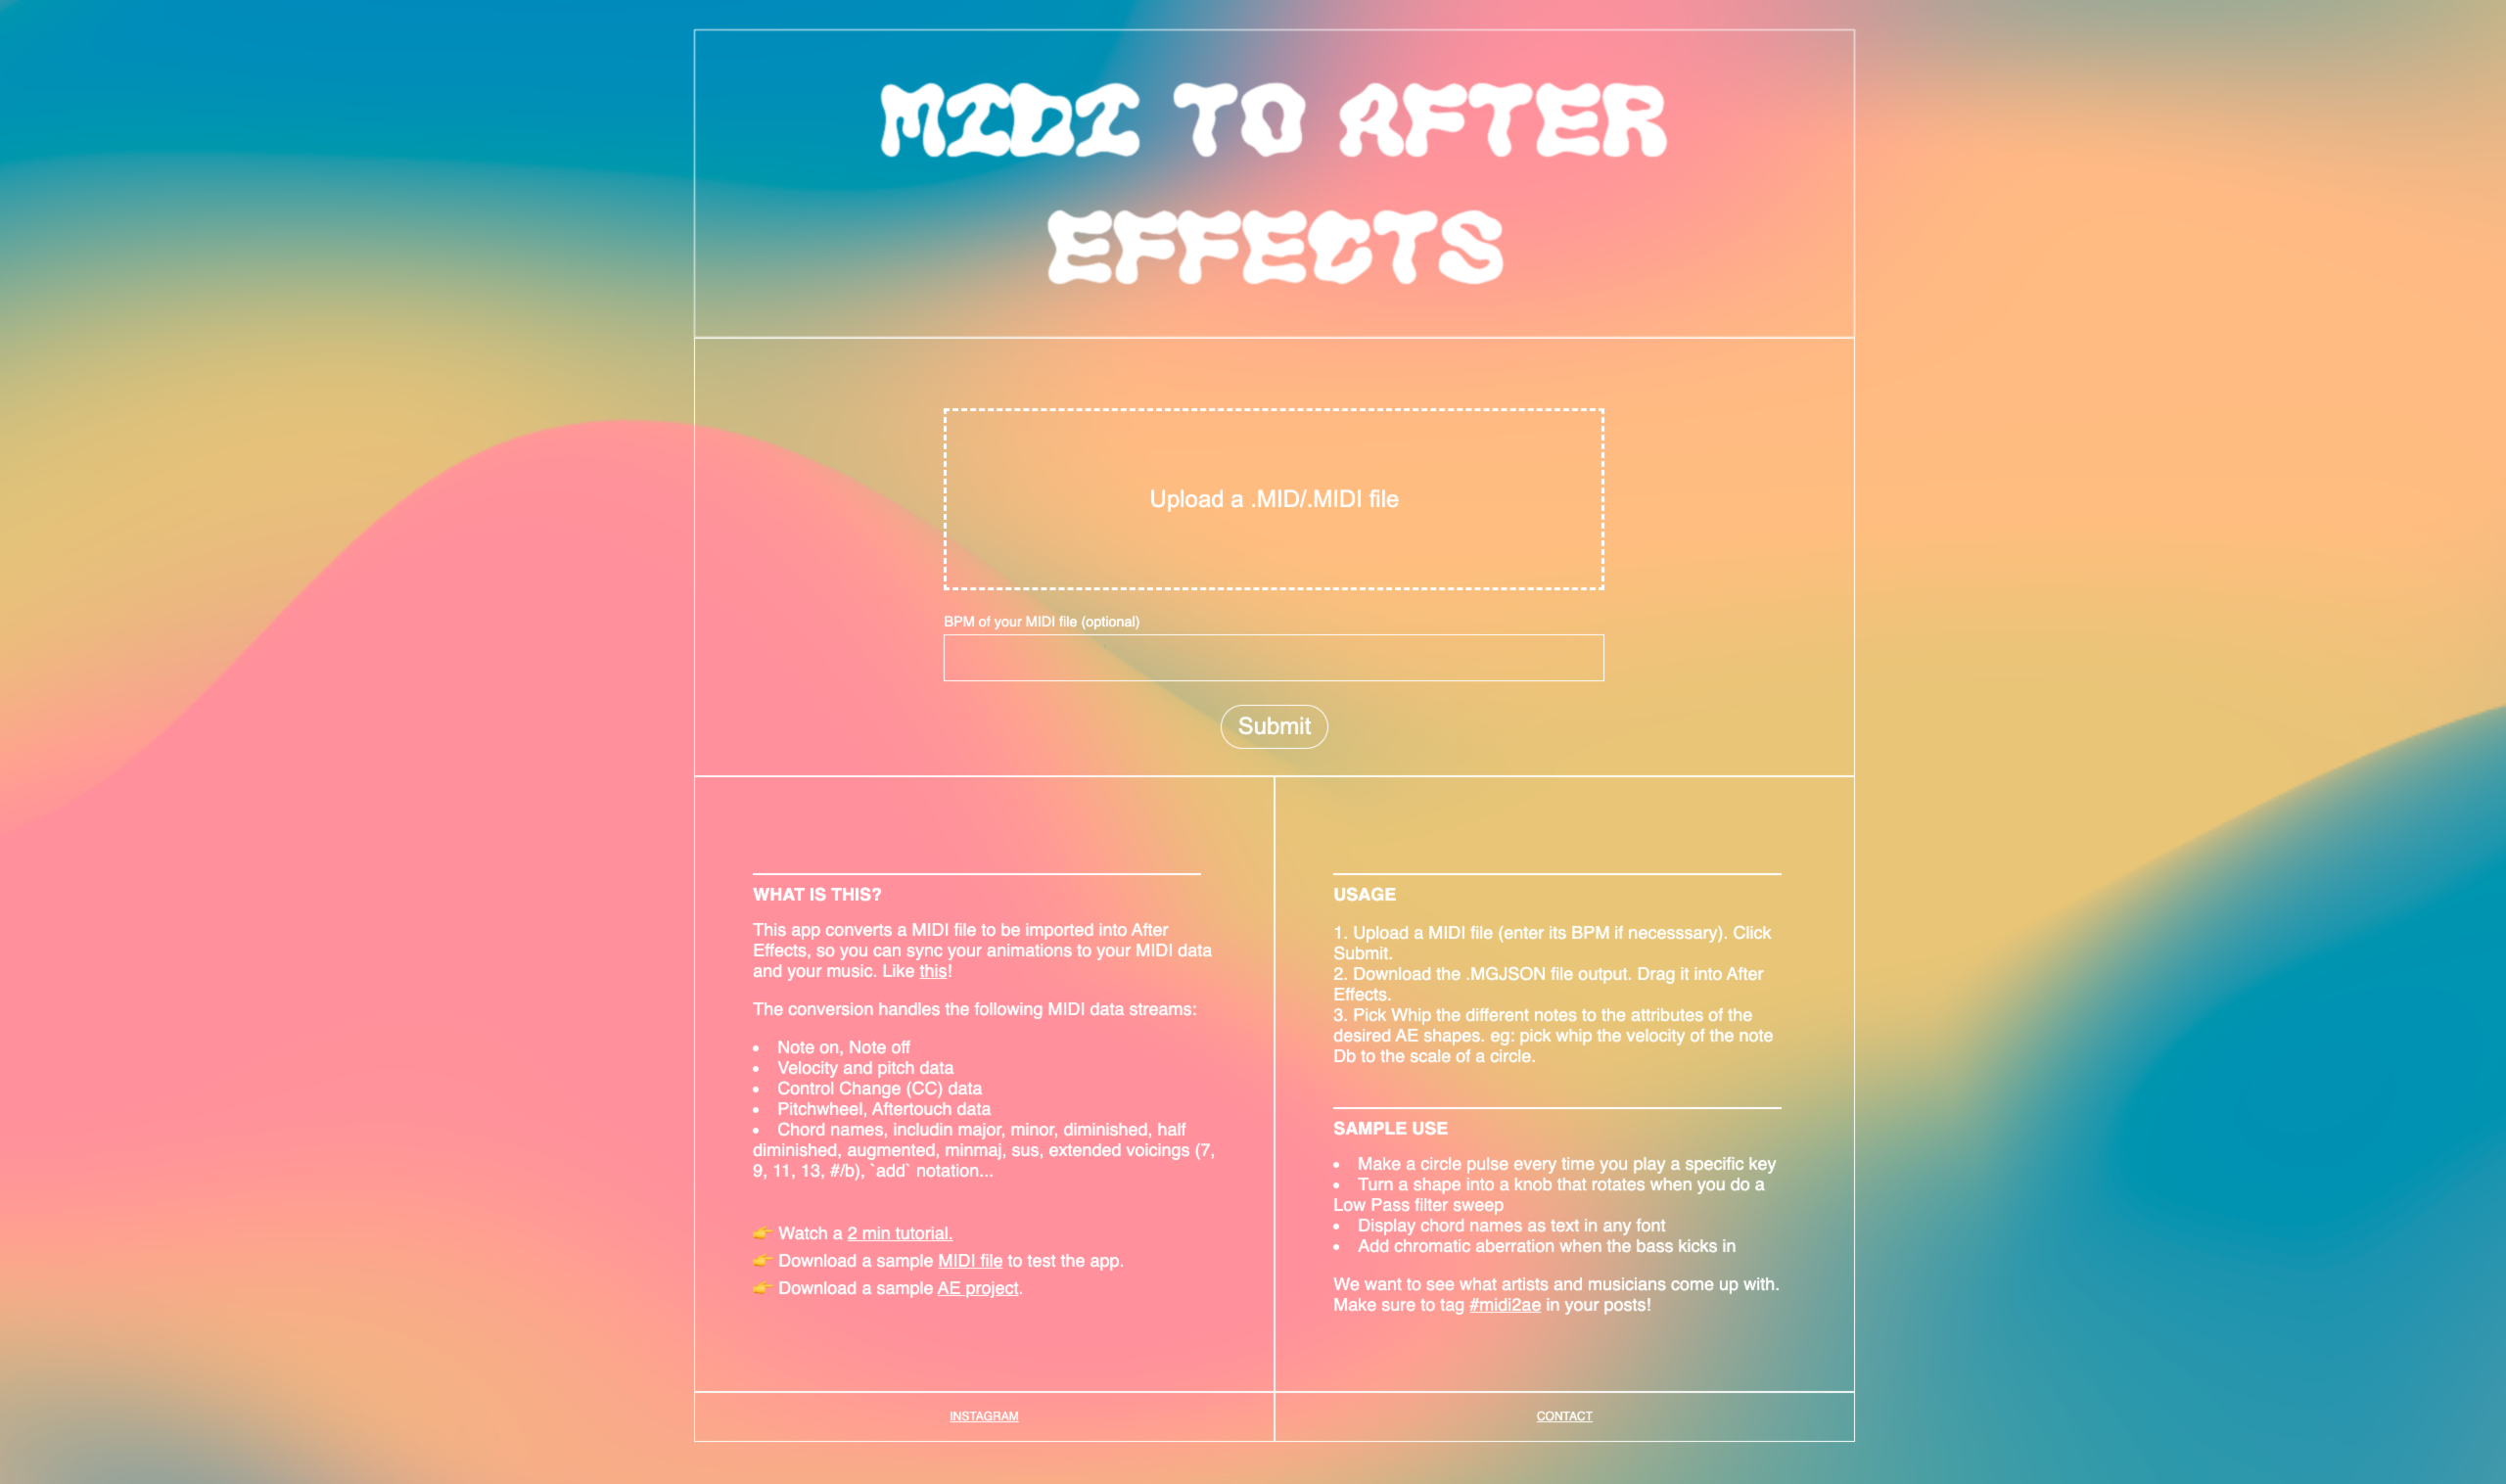 MIDI TO AFTER
EFFECTS
Upload a .MID/.MIDI file
BPM of your MIDI file (optional)
Submit
WHAT IS THIS?
This app converts a MIDI file to be imported into After
Effects, so you can sync your animations to your MIDI data
and your music. Like this!
The conversion handles the following MIDI data streams:
• Note on, Note off
• Velocity and pitch data
• Control Change (CC) data
• Pitchwheel, Aftertouch data
• Chord names, includin major, minor, diminished, half
diminished, augmented, minmaj, sus, extended voicings (7,
9, 11, 13, #/b), `add` notation...
👉 Watch a 2 min tutorial.
👉 Download a sample MIDI file to test the app.
👉 Download a sample AE project.
USAGE
1. Upload a MIDI file (enter its BPM if necesssary). Click
Submit.
2. Download the .MGJSON file output. Drag it into After
Effects.
3. Pick Whip the different notes to the attributes of the
desired AE shapes. eg: pick whip the velocity of the note
Db to the scale of a circle.
SAMPLE USE
• Make a circle pulse every time you play a specific key
• Turn a shape into a knob that rotates when you do a
Low Pass filter sweep
• Display chord names as text in any font
• Add chromatic aberration when the bass kicks in
We want to see what artists and musicians come up with.
Make sure to tag #midi2ae in your posts!
INSTAGRAM
CONTACT